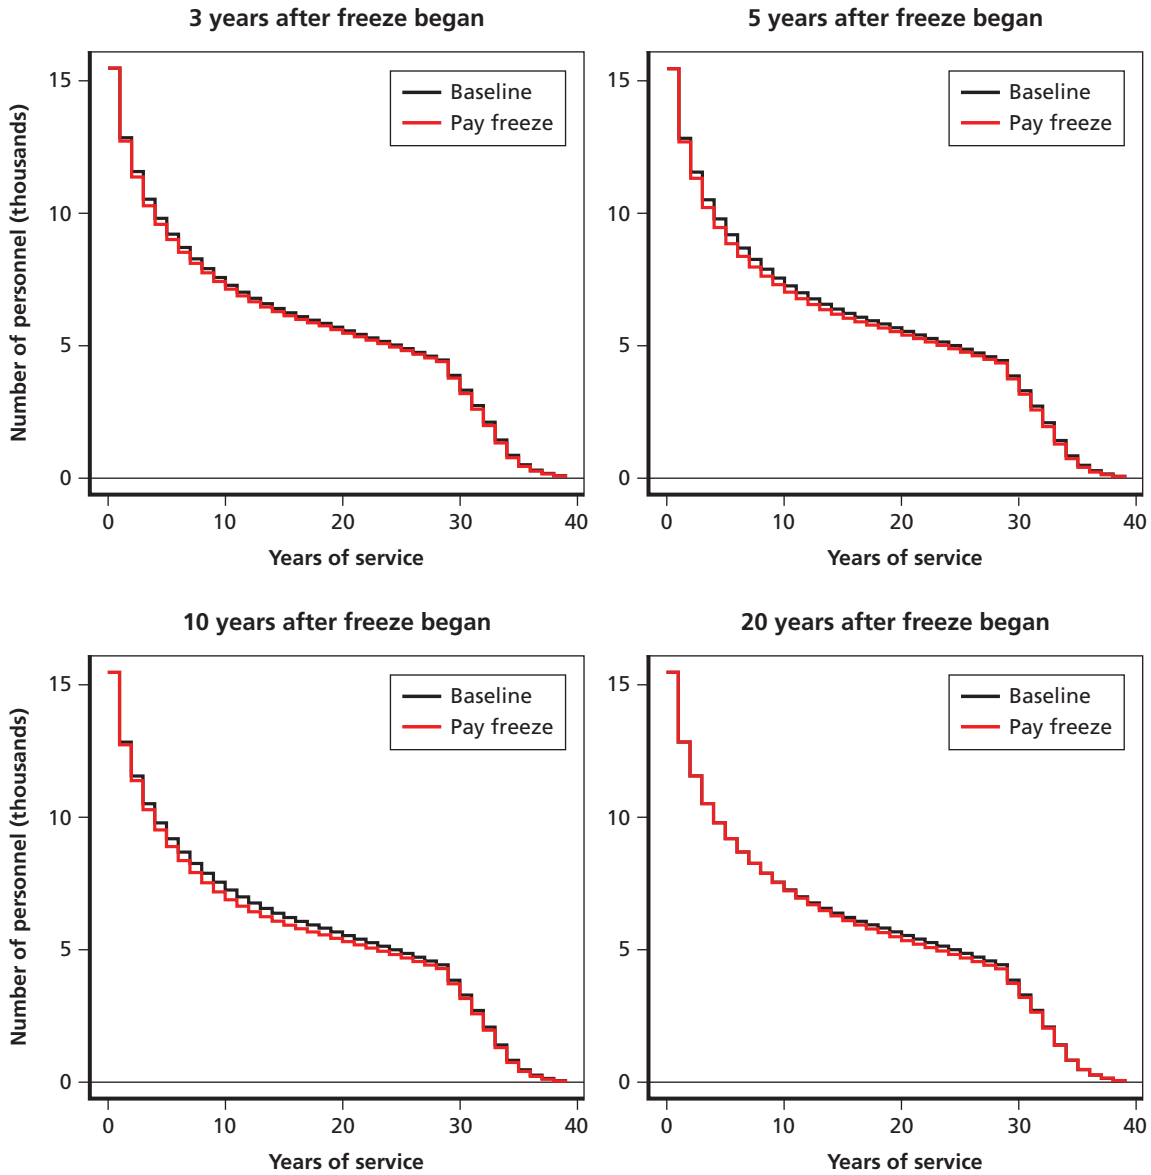 3 years after freeze began
5 years after freeze began
Number of personnel (thousands)
15
10
5
0
Baseline
Pay freeze
0 10 20 30 40
Years of service
15
10
5
0
Baseline
Pay freeze
0 10 20 30 40
Years of service
10 years after freeze began
20 years after freeze began
Number of personnel (thousands)
15
10
5
0
Baseline
Pay freeze
0 10 20 30 40
Years of service
15
10
5
0
Baseline
Pay freeze
0 10 20 30 40
Years of service